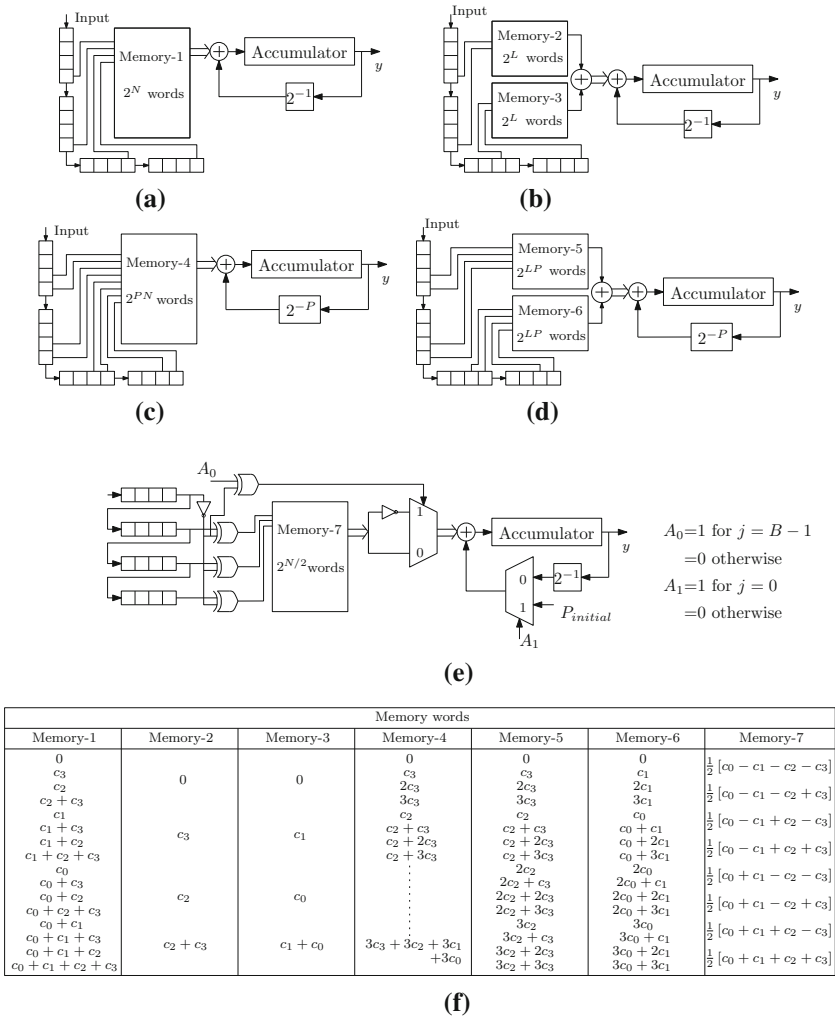 Input
Memory-1
2^N words
+
Accumulator
y
2^{-1}
(a)
Input
Memory-2
2^L words
Memory-3
2^L words
+
+
Accumulator
y
2^{-1}
(b)
Input
Memory-4
2^{PN} words
+
Accumulator
y
2^{-P}
(c)
Input
Memory-5
2^{LP} words
Memory-6
2^{LP} words
+
+
Accumulator
y
2^{-P}
(d)
A_0
Memory-7
2^{N/2} words
1
0
+
Accumulator
y
0
2^{-1}
1
P_{initial}
A_1
A_0=1 for j = B − 1
=0 otherwise
A_1=1 for j = 0
=0 otherwise
(e)
Memory words
Memory-1 Memory-2 Memory-3 Memory-4 Memory-5 Memory-6 Memory-7
0
c_3
c_2
c_2 + c_3
c_1
c_1 + c_3
c_1 + c_2
c_1 + c_2 + c_3
c_0
c_0 + c_3
c_0 + c_2
c_0 + c_2 + c_3
c_0 + c_1
c_0 + c_1 + c_3
c_0 + c_1 + c_2
c_0 + c_1 + c_2 + c_3
0
c_3
c_2
c_2 + c_3
0
c_1
c_0
c_1 + c_0
0
c_3
2c_3
3c_3
c_2
c_2 + c_3
c_2 + 2c_3
c_2 + 3c_3
⋮
3c_3 + 3c_2 + 3c_1
+3c_0
0
c_3
2c_3
3c_3
c_2
c_2 + c_3
c_2 + 2c_3
c_2 + 3c_3
2c_2
2c_2 + c_3
2c_2 + 2c_3
2c_2 + 3c_3
3c_2
3c_2 + c_3
3c_2 + 2c_3
3c_2 + 3c_3
0
c_1
2c_1
3c_1
c_0
c_0 + c_1
c_0 + 2c_1
c_0 + 3c_1
2c_0
2c_0 + c_1
2c_0 + 2c_1
2c_0 + 3c_1
3c_0
3c_0 + c_1
3c_0 + 2c_1
3c_0 + 3c_1
1/2 [c_0 − c_1 − c_2 − c_3]
1/2 [c_0 − c_1 − c_2 + c_3]
1/2 [c_0 − c_1 + c_2 − c_3]
1/2 [c_0 − c_1 + c_2 + c_3]
1/2 [c_0 + c_1 − c_2 − c_3]
1/2 [c_0 + c_1 − c_2 + c_3]
1/2 [c_0 + c_1 + c_2 − c_3]
1/2 [c_0 + c_1 + c_2 + c_3]
(f)